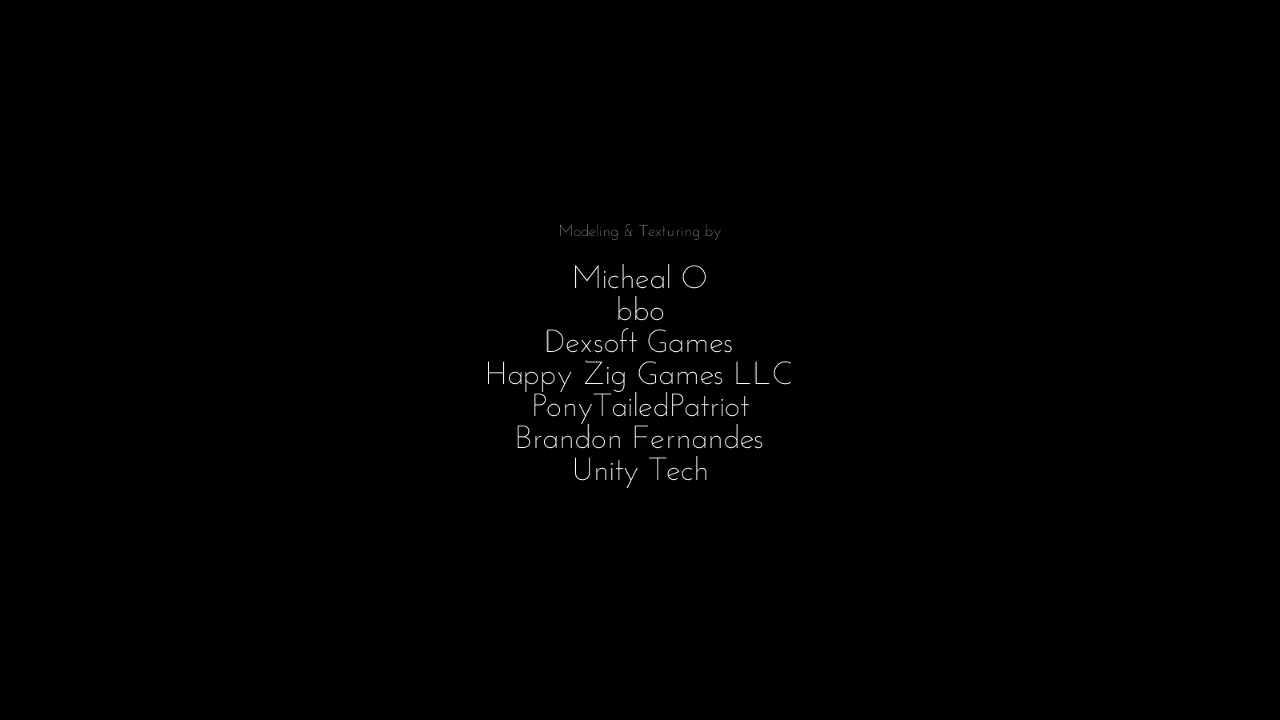 Modeling & Texturing by
Micheal O
bbo
Dexsoft Games
Happy Zig Games LLC
PonyTailedPatriot
Brandon Fernandes
Unity Tech